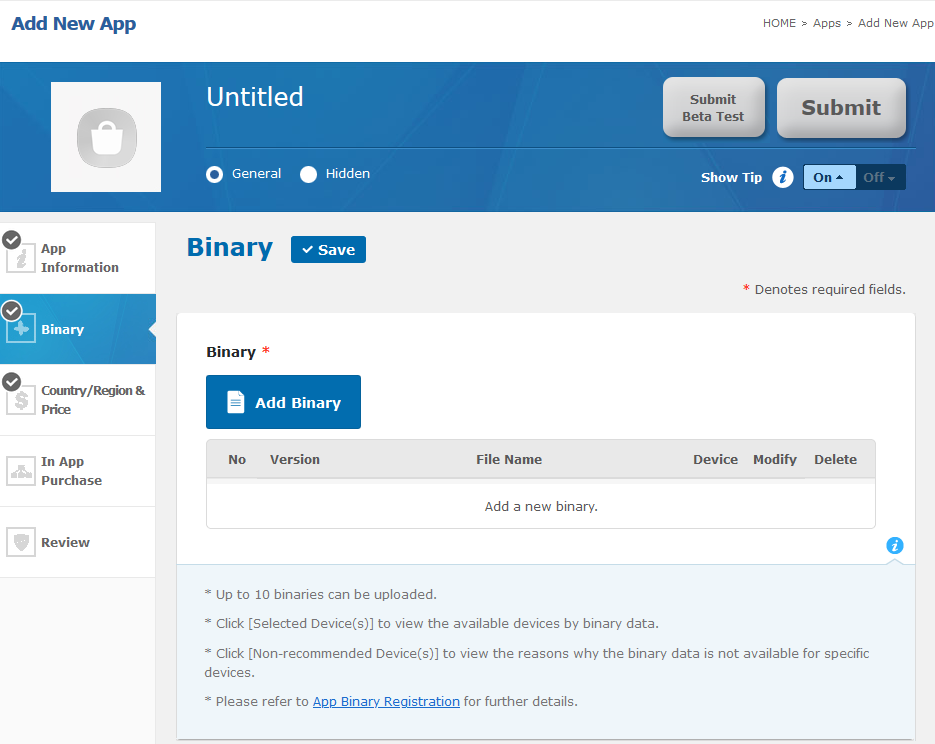 Add New App
HOME > Apps > Add New App
Untitled
Submit
Beta Test
Submit
General
Hidden
Show Tip
On
Off
App
Information
Binary
Country/Region &
Price
In App
Purchase
Review
Binary
Save
* Denotes required fields.
Binary *
Add Binary
No Version File Name Device Modify Delete
Add a new binary.
* Up to 10 binaries can be uploaded.
* Click [Selected Device(s)] to view the available devices by binary data.
* Click [Non-recommended Device(s)] to view the reasons why the binary data is not available for specific
devices.
* Please refer to App Binary Registration for further details.